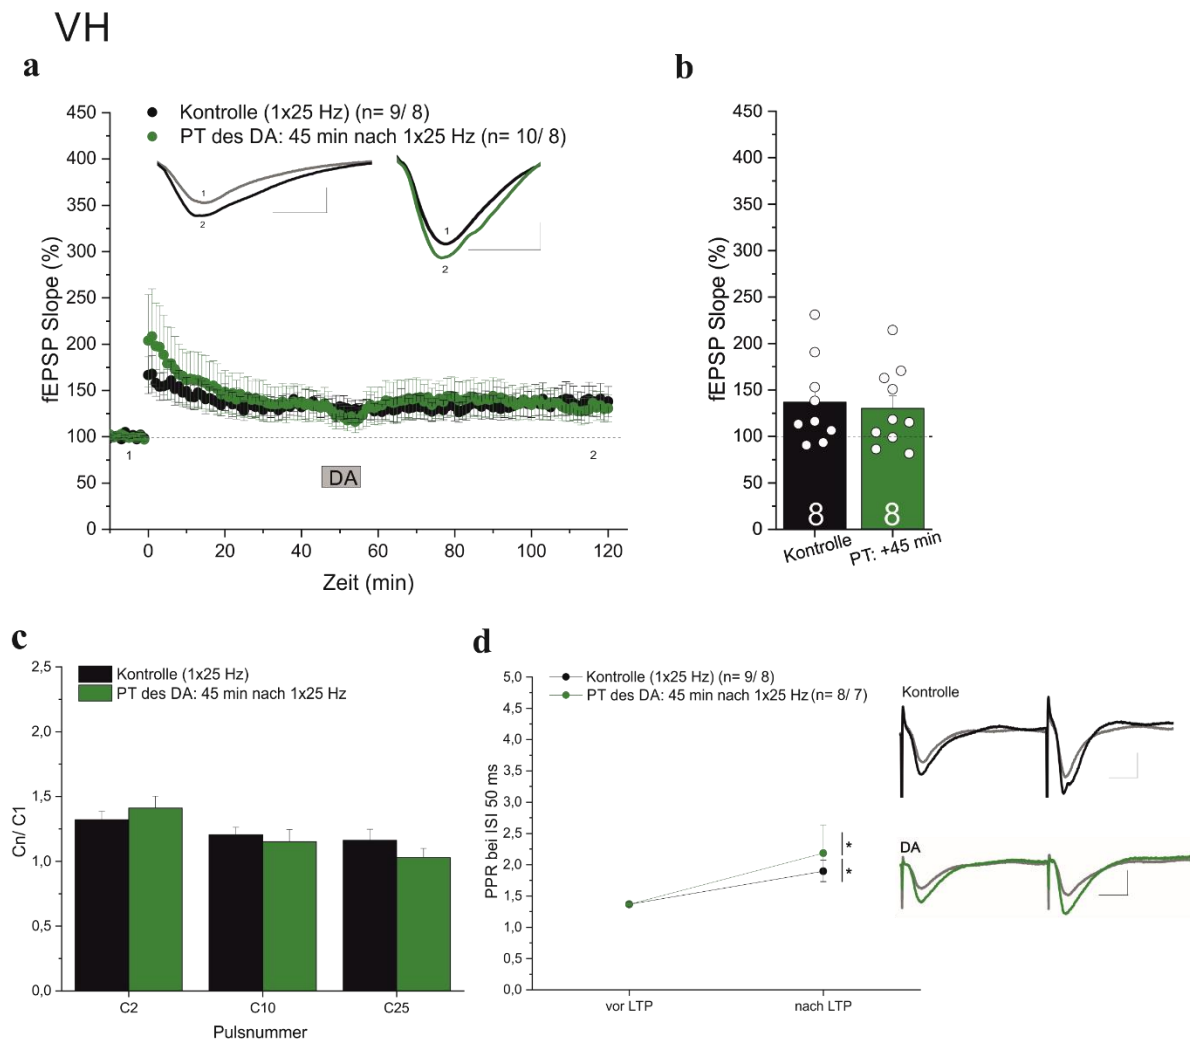 VH
a
Kontrolle (1x25 Hz) (n= 9/ 8)
PT des DA: 45 min nach 1x25 Hz (n= 10/ 8)
fEPSP Slope (%)
450
400
350
300
250
200
150
100
50
0
1
2
1
2
1
2
DA
0
20
40
60
80
100
120
Zeit (min)
b
fEPSP Slope (%)
450
400
350
300
250
200
150
100
50
0
8
8
Kontrolle
PT: +45 min
c
Kontrolle (1x25 Hz)
PT des DA: 45 min nach 1x25 Hz
Cn/ C1
2,5
2,0
1,5
1,0
0,5
0,0
C2
C10
C25
Pulsnummer
d
Kontrolle (1x25 Hz) (n= 9/ 8)
PT des DA: 45 min nach 1x25 Hz (n= 8/ 7)
PPR bei ISI 50 ms
5,0
4,5
4,0
3,5
3,0
2,5
2,0
1,5
1,0
0,5
0,0
*
*
vor LTP
nach LTP
Kontrolle
DA